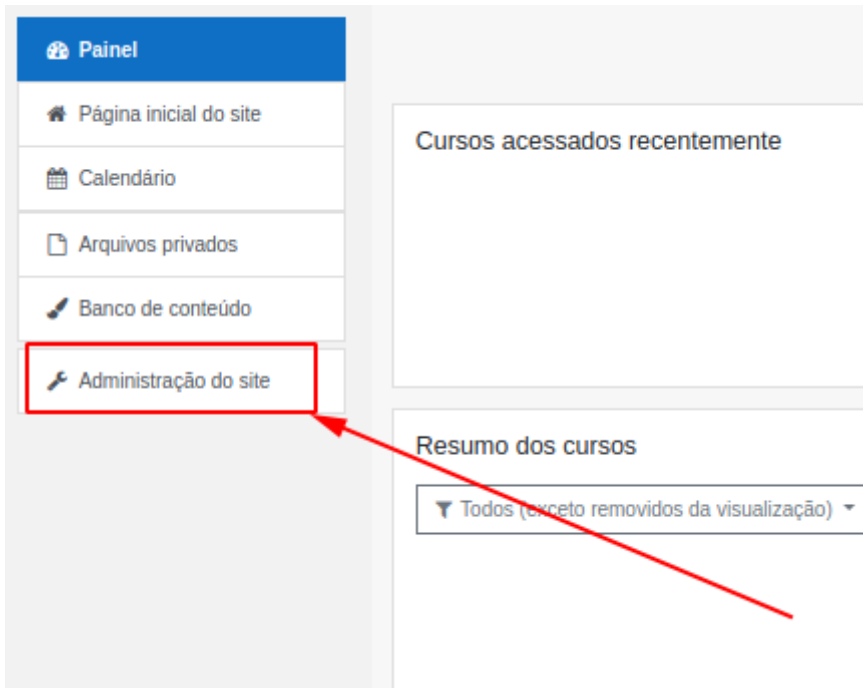 Painel
Página inicial do site
Calendário
Arquivos privados
Banco de conteúdo
Administração do site
Cursos acessados recentemente
Resumo dos cursos
Todos (exceto removidos da visualização)